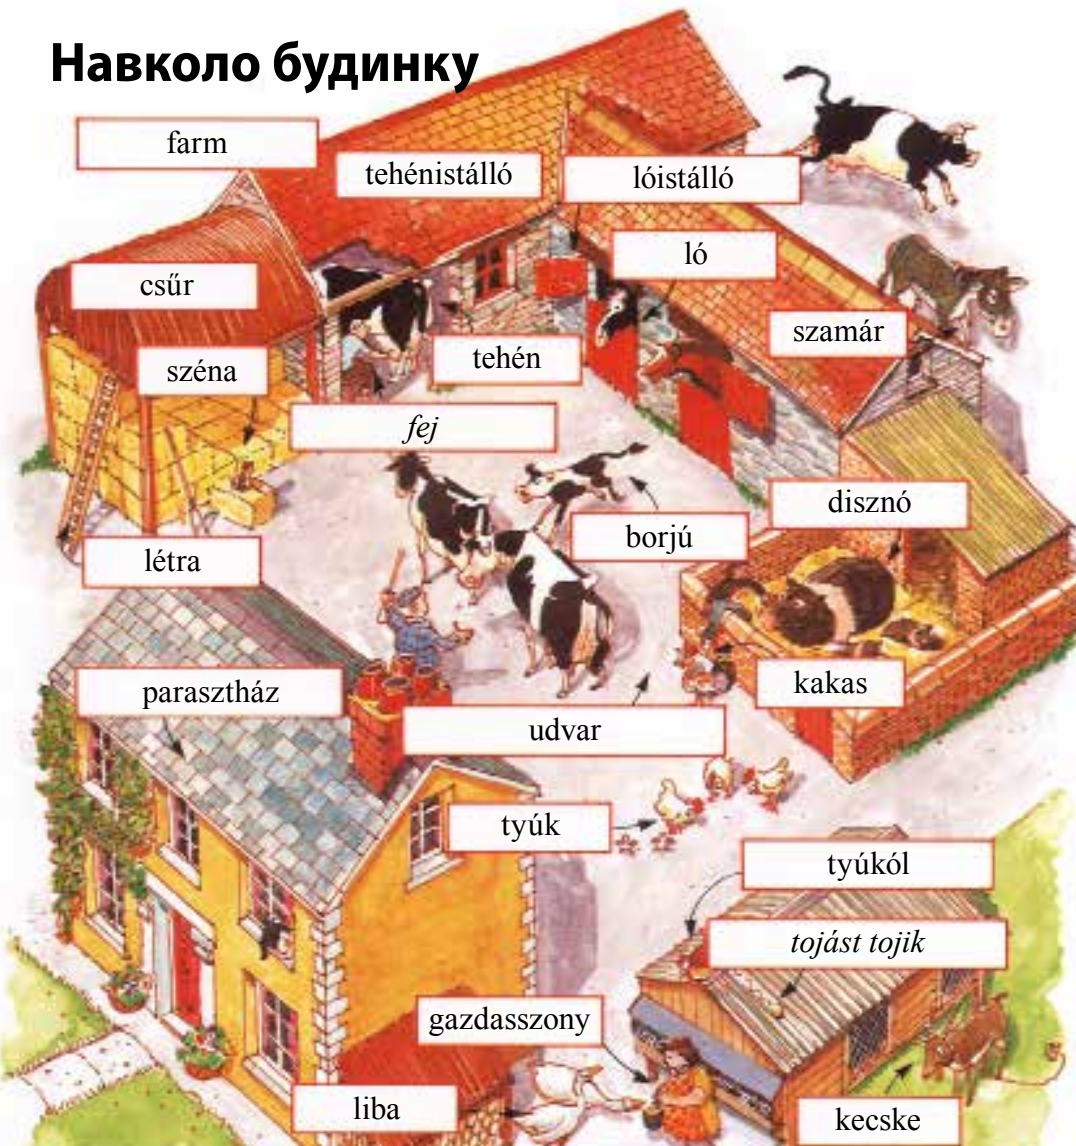 Навколо будинку
farm
tehénistálló
lóistálló
ló
csűr
szamár
tehén
széna
fej
disznó
borjú
létra
kakas
parasztház
udvar
tyúk
tyúkól
tojást tojik
gazdasszony
liba
kecske